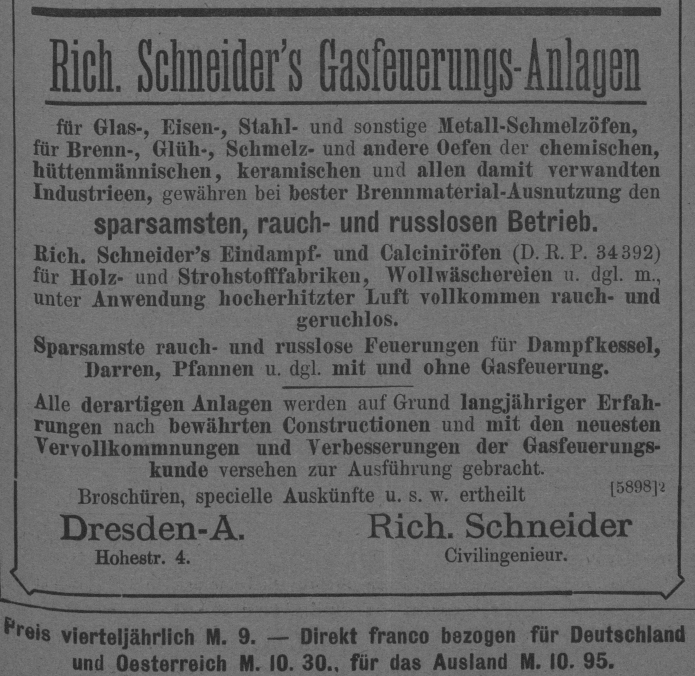 Rich. Schneider's Gasfeuerungs-Anlagen
für Glas-, Eisen-, Stahl- und sonstige Metall-Schmelzöfen,
für Brenn-, Glüh-, Schmelz- und andere Oefen der chemischen,
hüttenmännischen, keramischen und allen damit verwandten
Industrieen, gewähren bei bester Brennmaterial-Ausnutzung den
sparsamsten, rauch- und russlosen Betrieb.
Rich. Schneider's Eindampf- und Calciniröfen (D. R. P. 34392)
für Holz- und Strohstofffabriken, Wollwäschereien u. dgl. m.,
unter Anwendung hocherhitzter Luft vollkommen rauch- und
geruchlos.
Sparsamste rauch- und russlose Feuerungen für Dampfkessel,
Darren, Pfannen u. dgl. mit und ohne Gasfeuerung.
Alle derartigen Anlagen werden auf Grund langjähriger Erfah-
rungen nach bewährten Constructionen und mit den neuesten
Vervollkommnungen und Verbesserungen der Gasfeuerungs-
kunde versehen zur Ausführung gebracht.
Broschüren, specielle Auskünfte u. s. w. ertheilt [5898]2
Dresden-A. Rich. Schneider
Hohestr. 4. Civilingenieur.
Preis vierteljährlich M. 9. — Direkt franco bezogen für Deutschland
und Oesterreich M. 10. 30., für das Ausland M. 10. 95.